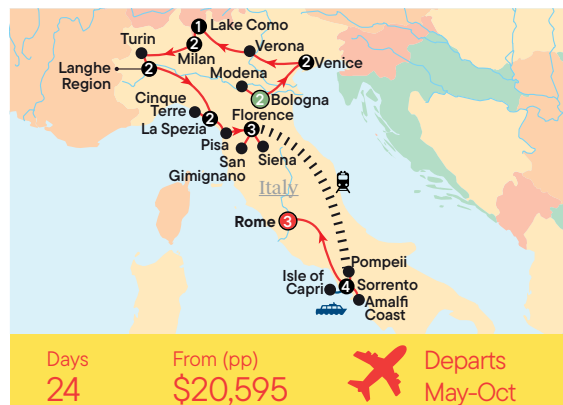 1 Lake Como
Turin
2
Milan
Verona
2 Venice
Langhe
Region
2
Modena
2 Bologna
Cinque
Terre
2
La Spezia
Florence
3
Pisa
San
Gimignano
Siena
Italy
Rome 3
Pompeii
Isle of
Capri
4 Sorrento
Amalfi
Coast
Days
24
From (pp)
$20,595
Departs
May-Oct